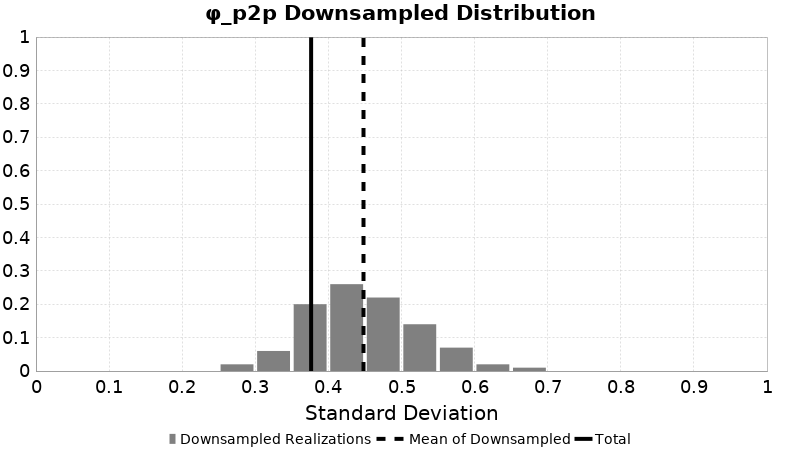 φ_p2p Downsampled Distribution
1
0.9
0.8
0.7
0.6
0.5
0.4
0.3
0.2
0.1
0
0 0.1 0.2 0.3 0.4 0.5 0.6 0.7 0.8 0.9 1
Standard Deviation
Downsampled Realizations Mean of Downsampled Total